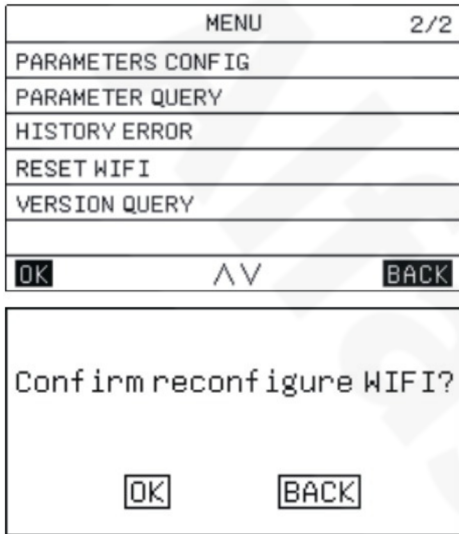 MENU 2/2
PARAMETERS CONFIG
PARAMETER QUERY
HISTORY ERROR
RESET WIFI
VERSION QUERY
OK ∧∨ BACK
Confirm reconfigure WIFI?
OK BACK